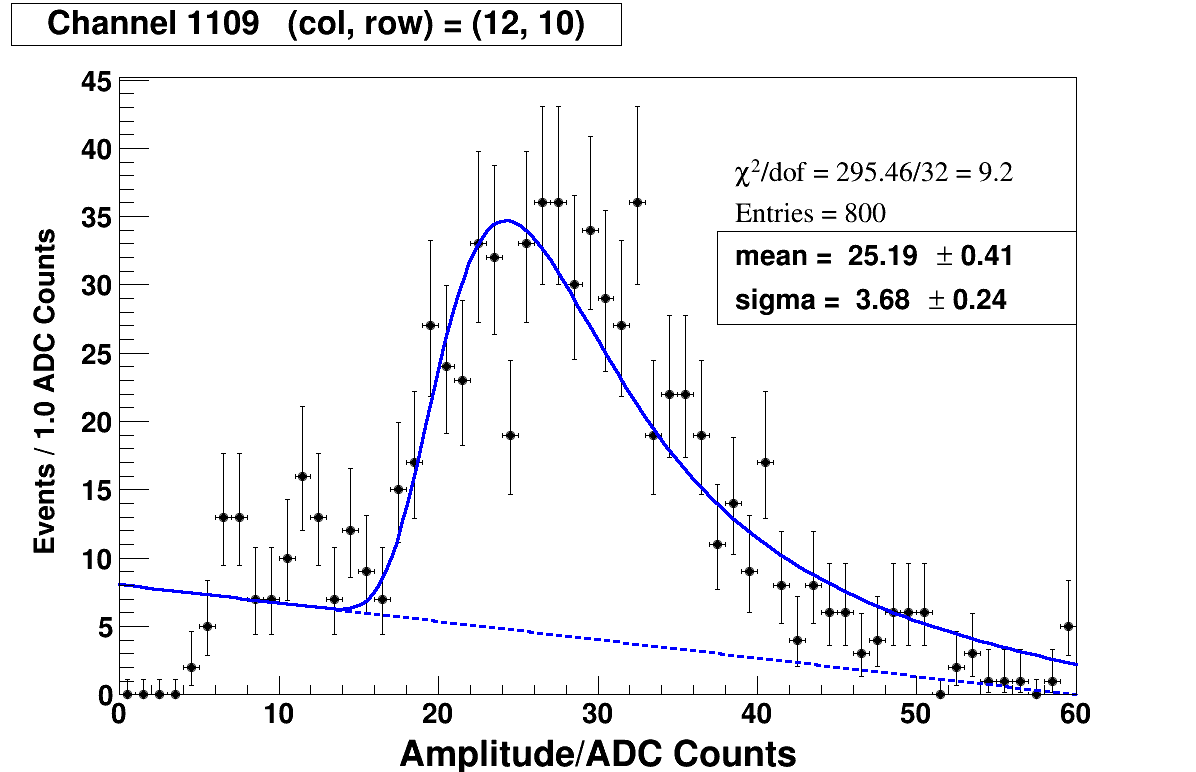 Channel 1109 (col, row) = (12, 10)
45
40
35
30
25
20
15
10
5
0
Events / 1.0 ADC Counts
χ²/dof = 295.46/32 = 9.2
Entries = 800
mean = 25.19 ± 0.41
sigma = 3.68 ± 0.24
0 10 20 30 40 50 60
Amplitude/ADC Counts